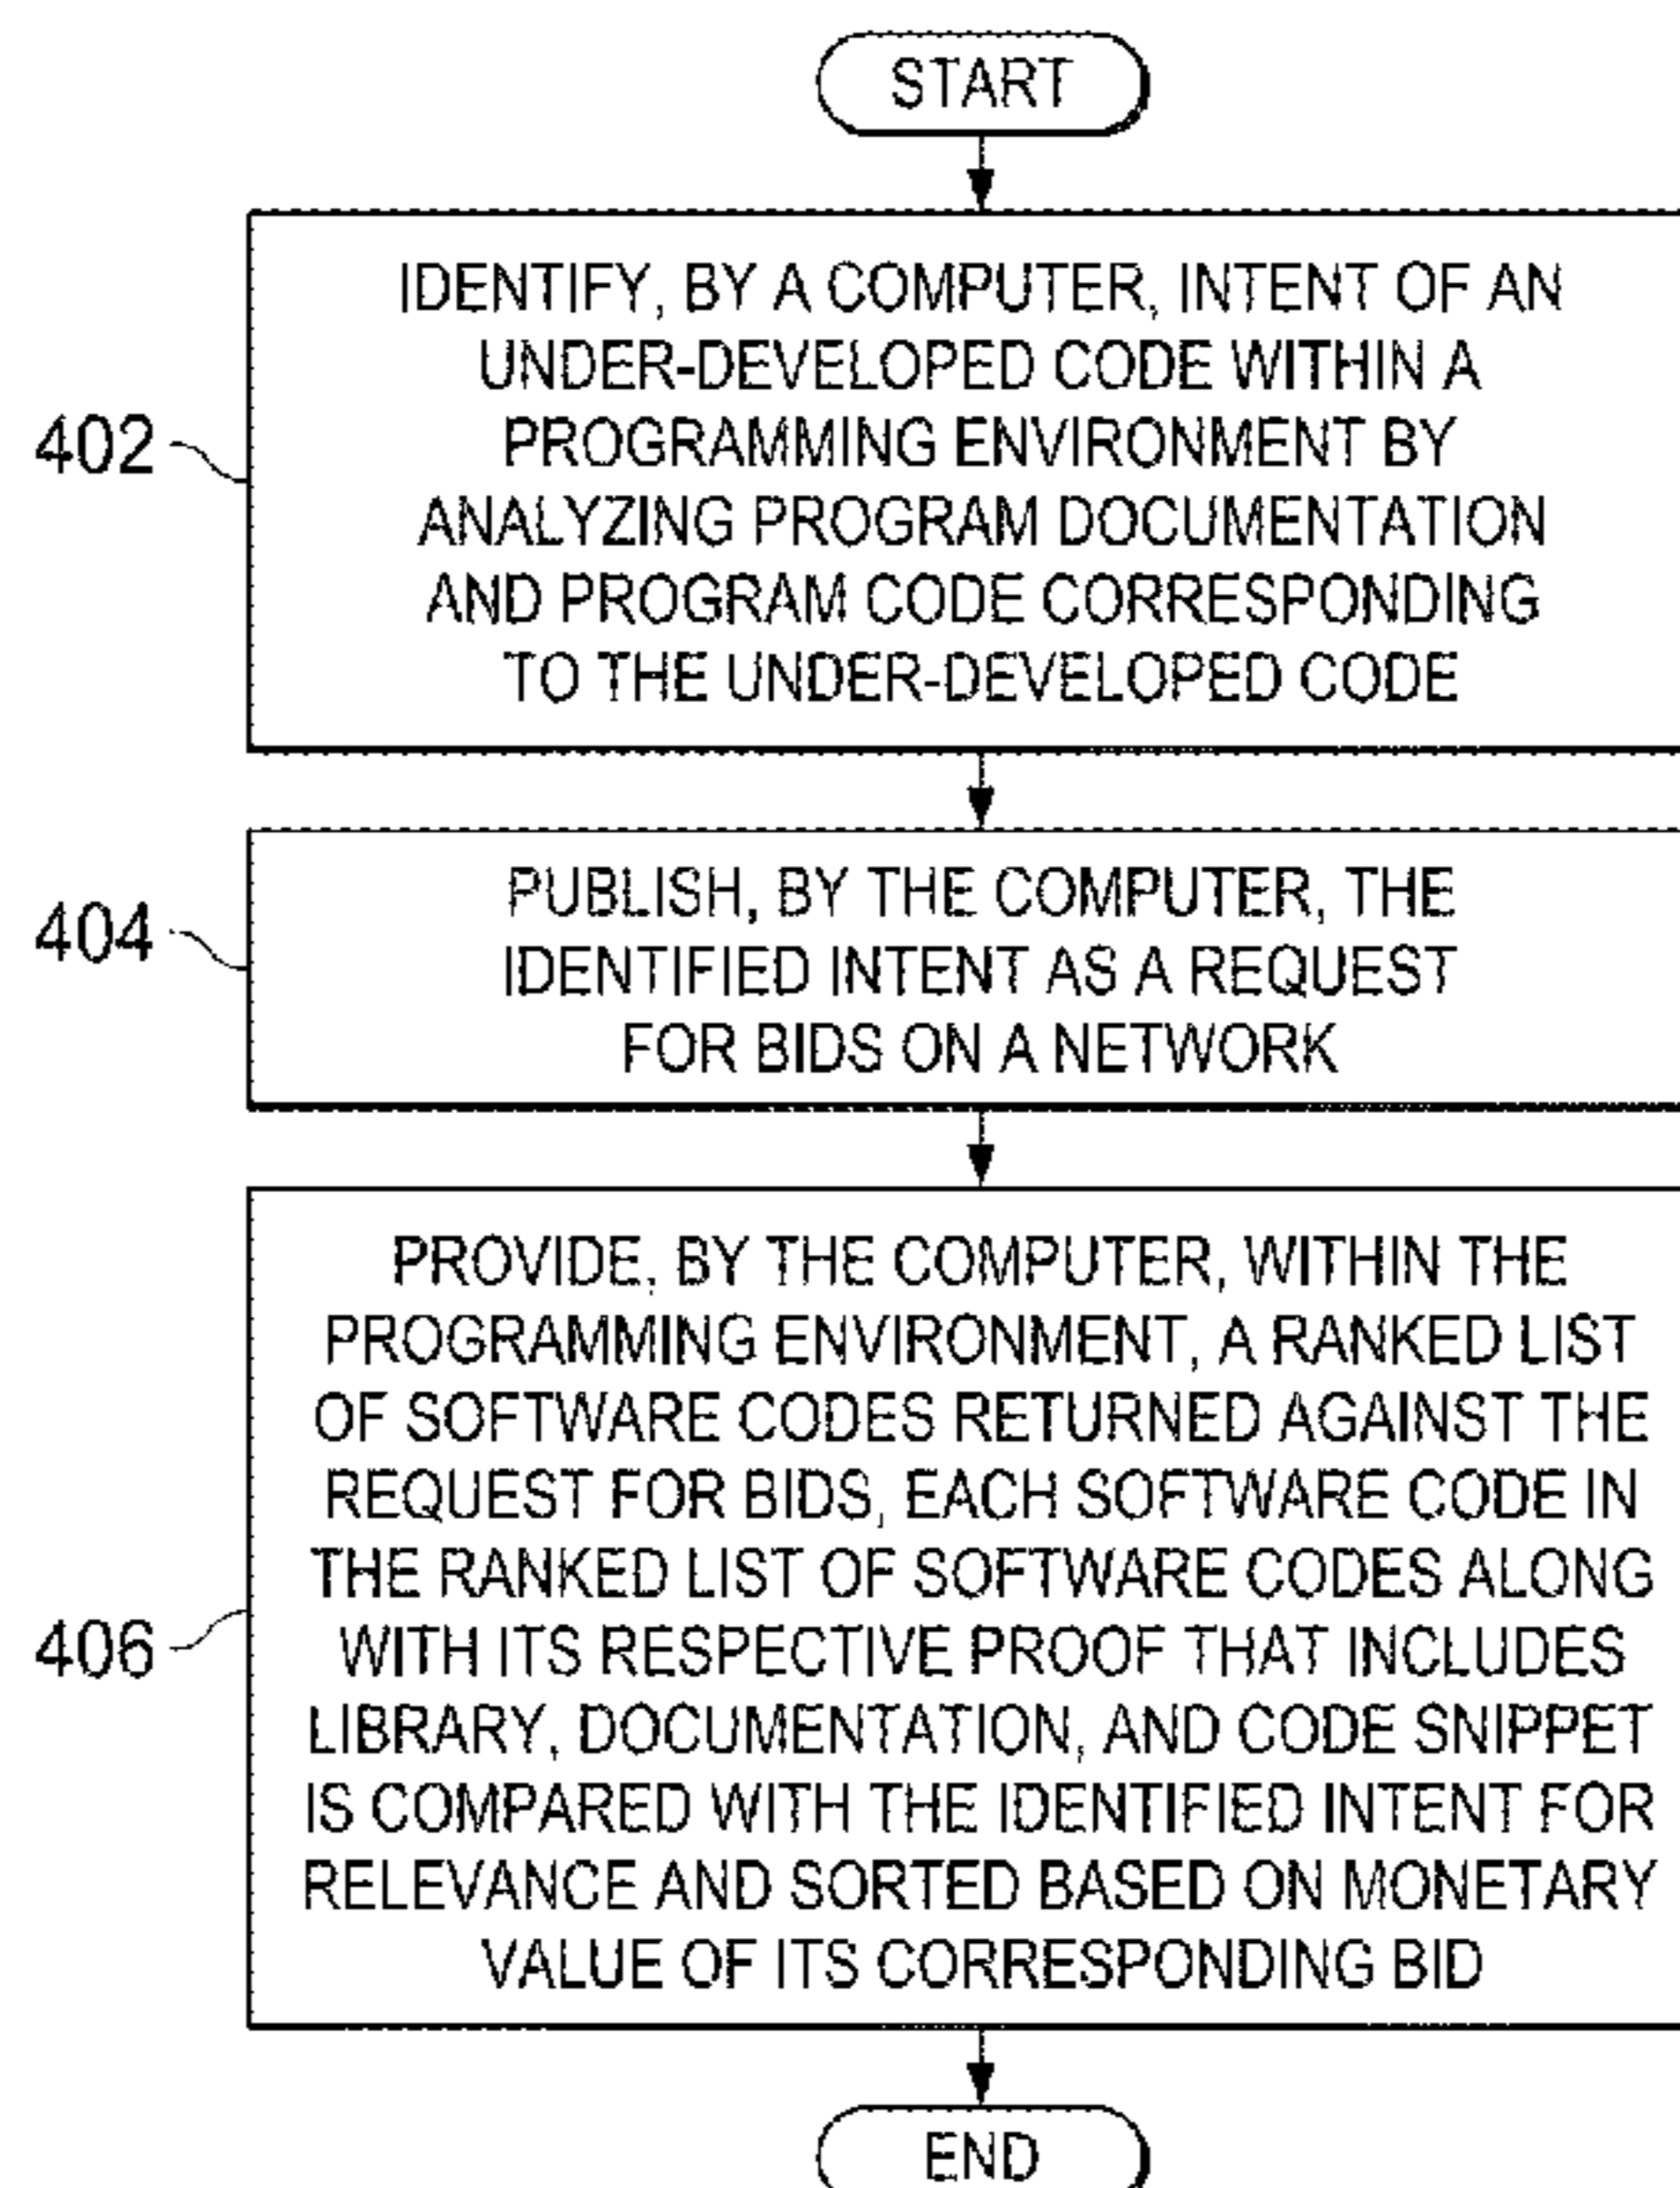 START
IDENTIFY, BY A COMPUTER, INTENT OF AN
UNDER-DEVELOPED CODE WITHIN A
PROGRAMMING ENVIRONMENT BY
ANALYZING PROGRAM DOCUMENTATION
AND PROGRAM CODE CORRESPONDING
TO THE UNDER-DEVELOPED CODE
402
PUBLISH, BY THE COMPUTER, THE
IDENTIFIED INTENT AS A REQUEST
FOR BIDS ON A NETWORK
404
PROVIDE, BY THE COMPUTER, WITHIN THE
PROGRAMMING ENVIRONMENT, A RANKED LIST
OF SOFTWARE CODES RETURNED AGAINST THE
REQUEST FOR BIDS, EACH SOFTWARE CODE IN
THE RANKED LIST OF SOFTWARE CODES ALONG
WITH ITS RESPECTIVE PROOF THAT INCLUDES
LIBRARY, DOCUMENTATION, AND CODE SNIPPET
IS COMPARED WITH THE IDENTIFIED INTENT FOR
RELEVANCE AND SORTED BASED ON MONETARY
VALUE OF ITS CORRESPONDING BID
406
END